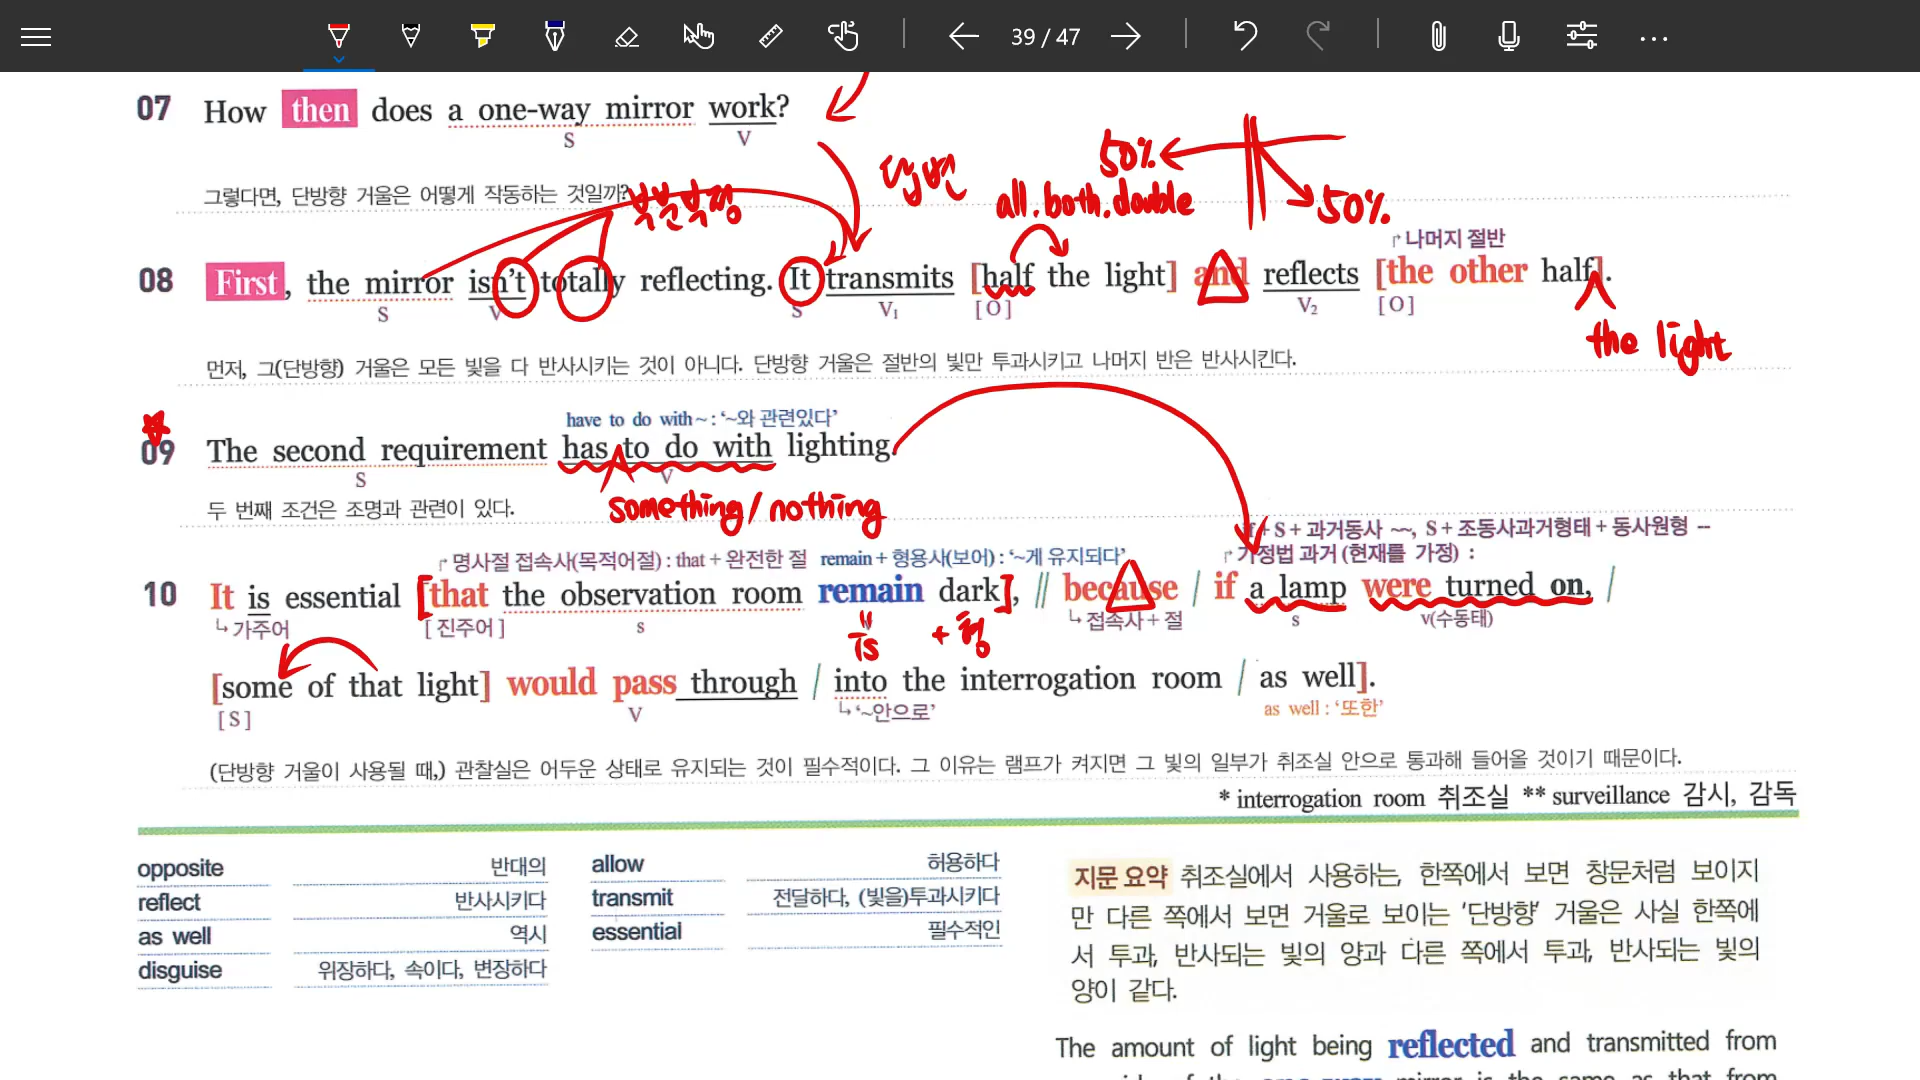 39 / 47
07 How then does a one-way mirror work?
S V
그렇다면, 단방향 거울은 어떻게 작동하는 것일까?
부분부정
답변
50%
all. both. double
50%
나머지 절반
08 First, the mirror isn't totally reflecting. It transmits [half the light] and reflects [the other half].
S V S V₁ [O] V₂ [O]
the light
먼저, 그(단방향) 거울은 모든 빛을 다 반사시키는 것이 아니다. 단방향 거울은 절반의 빛만 투과시키고 나머지 반은 반사시킨다.
have to do with ~ : '~와 관련있다'
09 The second requirement has to do with lighting.
S V
something / nothing
두 번째 조건은 조명과 관련이 있다.
if + S + 과거동사 ~~, S + 조동사과거형태 + 동사원형 --
명사절 접속사(목적어절) : that + 완전한 절 remain + 형용사(보어) : '~게 유지되다' 가정법 과거 (현재를 가정) :
10 It is essential [that the observation room remain dark], // because / if a lamp were turned on, /
가주어 [진주어] s 접속사 + 절 s v(수동태)
is + 형
[some of that light] would pass through / into the interrogation room / as well].
[S] V '~안으로' as well : '또한'
(단방향 거울이 사용될 때,) 관찰실은 어두운 상태로 유지되는 것이 필수적이다. 그 이유는 램프가 켜지면 그 빛의 일부가 취조실 안으로 통과해 들어올 것이기 때문이다.
* interrogation room 취조실 ** surveillance 감시, 감독
opposite 반대의 allow 허용하다
reflect 반사시키다 transmit 전달하다, (빛을)투과시키다
as well 역시 essential 필수적인
disguise 위장하다, 속이다, 변장하다
지문 요약 취조실에서 사용하는, 한쪽에서 보면 창문처럼 보이지
만 다른 쪽에서 보면 거울로 보이는 '단방향' 거울은 사실 한쪽에
서 투과, 반사되는 빛의 양과 다른 쪽에서 투과, 반사되는 빛의
양이 같다.
The amount of light being reflected and transmitted from